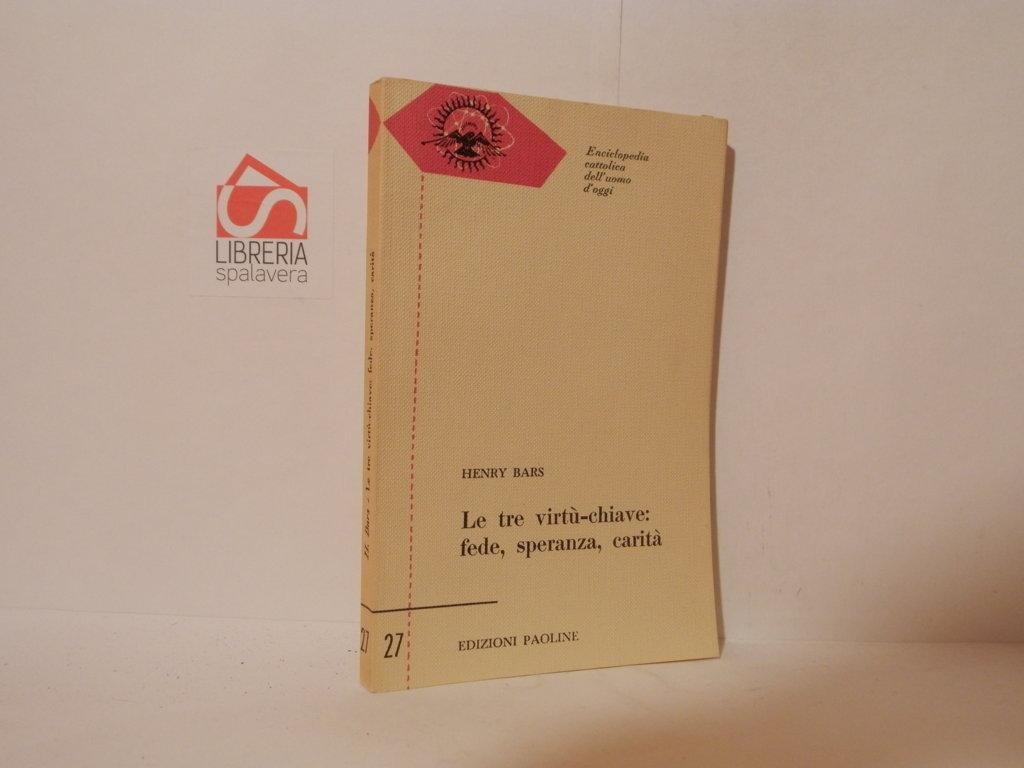 LIBRERIA
spalavera
Enciclopedia
cattolica
dell'uomo
d'oggi
HENRY BARS
Le tre virtù-chiave:
fede, speranza, carità
27
EDIZIONI PAOLINE
H. Bars - Le tre virtù-chiave: fede, speranza, carità
27